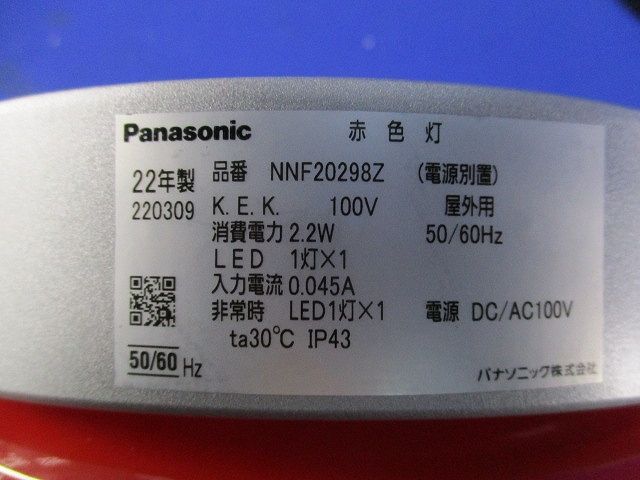 Panasonic 赤色灯
22年製 品番 NNF20298Z (電源別置)
220309 K.E.K. 100V 屋外用
消費電力 2.2W 50/60Hz
LED 1灯×1
入力電流 0.045A
非常時 LED1灯×1 電源 DC/AC100V
ta30℃ IP43
50/60 Hz
パナソニック株式会社